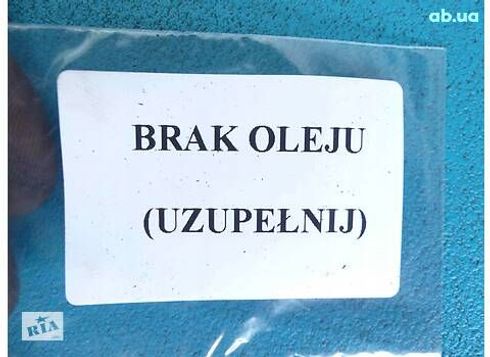 ab.ua
BRAK OLEJU
(UZUPEŁNIJ)
RIA